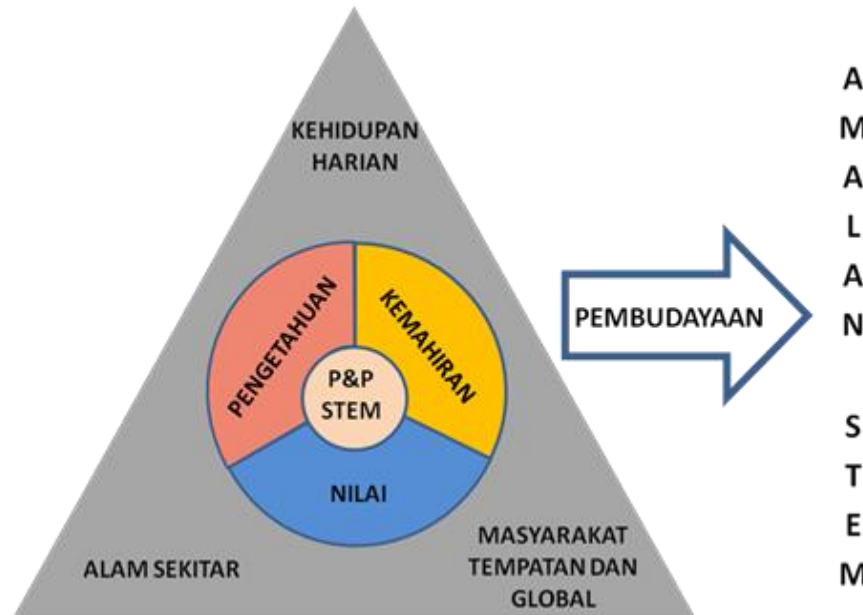 KEHIDUPAN
HARIAN
PENGETAHUAN
KEMAHIRAN
P&P
STEM
NILAI
ALAM SEKITAR
MASYARAKAT
TEMPATAN DAN
GLOBAL
PEMBUDAYAAN
A
M
A
L
A
N
S
T
E
M